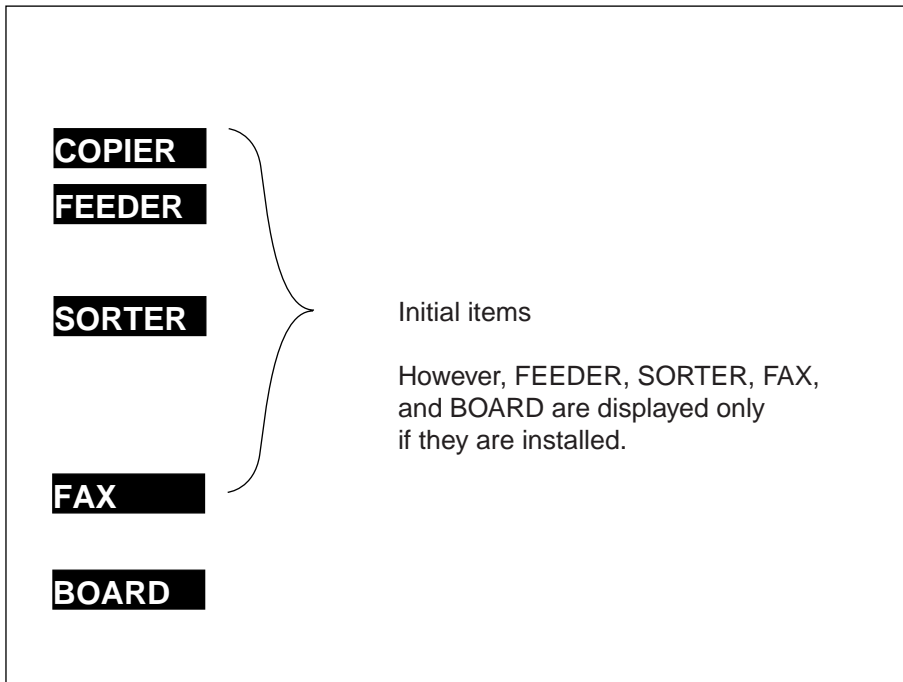 COPIER
FEEDER
SORTER
FAX
BOARD
Initial items
However, FEEDER, SORTER, FAX,
and BOARD are displayed only
if they are installed.